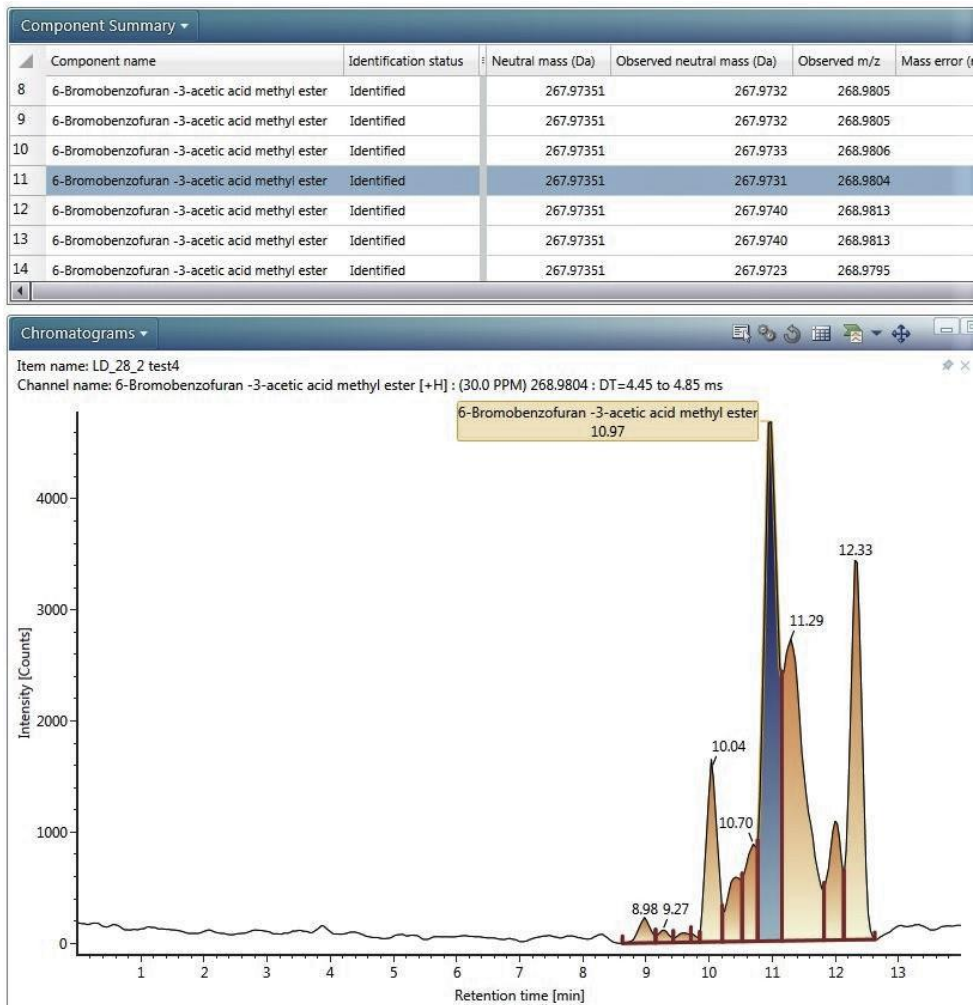 Component Summary
Component name Identification status Neutral mass (Da) Observed neutral mass (Da) Observed m/z Mass error
8 6-Bromobenzofuran -3-acetic acid methyl ester Identified 267.97351 267.9732 268.9805
9 6-Bromobenzofuran -3-acetic acid methyl ester Identified 267.97351 267.9732 268.9805
10 6-Bromobenzofuran -3-acetic acid methyl ester Identified 267.97351 267.9733 268.9806
11 6-Bromobenzofuran -3-acetic acid methyl ester Identified 267.97351 267.9731 268.9804
12 6-Bromobenzofuran -3-acetic acid methyl ester Identified 267.97351 267.9740 268.9813
13 6-Bromobenzofuran -3-acetic acid methyl ester Identified 267.97351 267.9740 268.9813
14 6-Bromobenzofuran -3-acetic acid methyl ester Identified 267.97351 267.9723 268.9795
Chromatograms
Item name: LD_28_2 test4
Channel name: 6-Bromobenzofuran -3-acetic acid methyl ester [+H] : (30.0 PPM) 268.9804 : DT=4.45 to 4.85 ms
6-Bromobenzofuran -3-acetic acid methyl ester
10.97
4000
12.33
3000
11.29
Intensity [Counts]
2000
10.04
1000
10.70
8.98 9.27
0
1 2 3 4 5 6 7 8 9 10 11 12 13
Retention time [min]